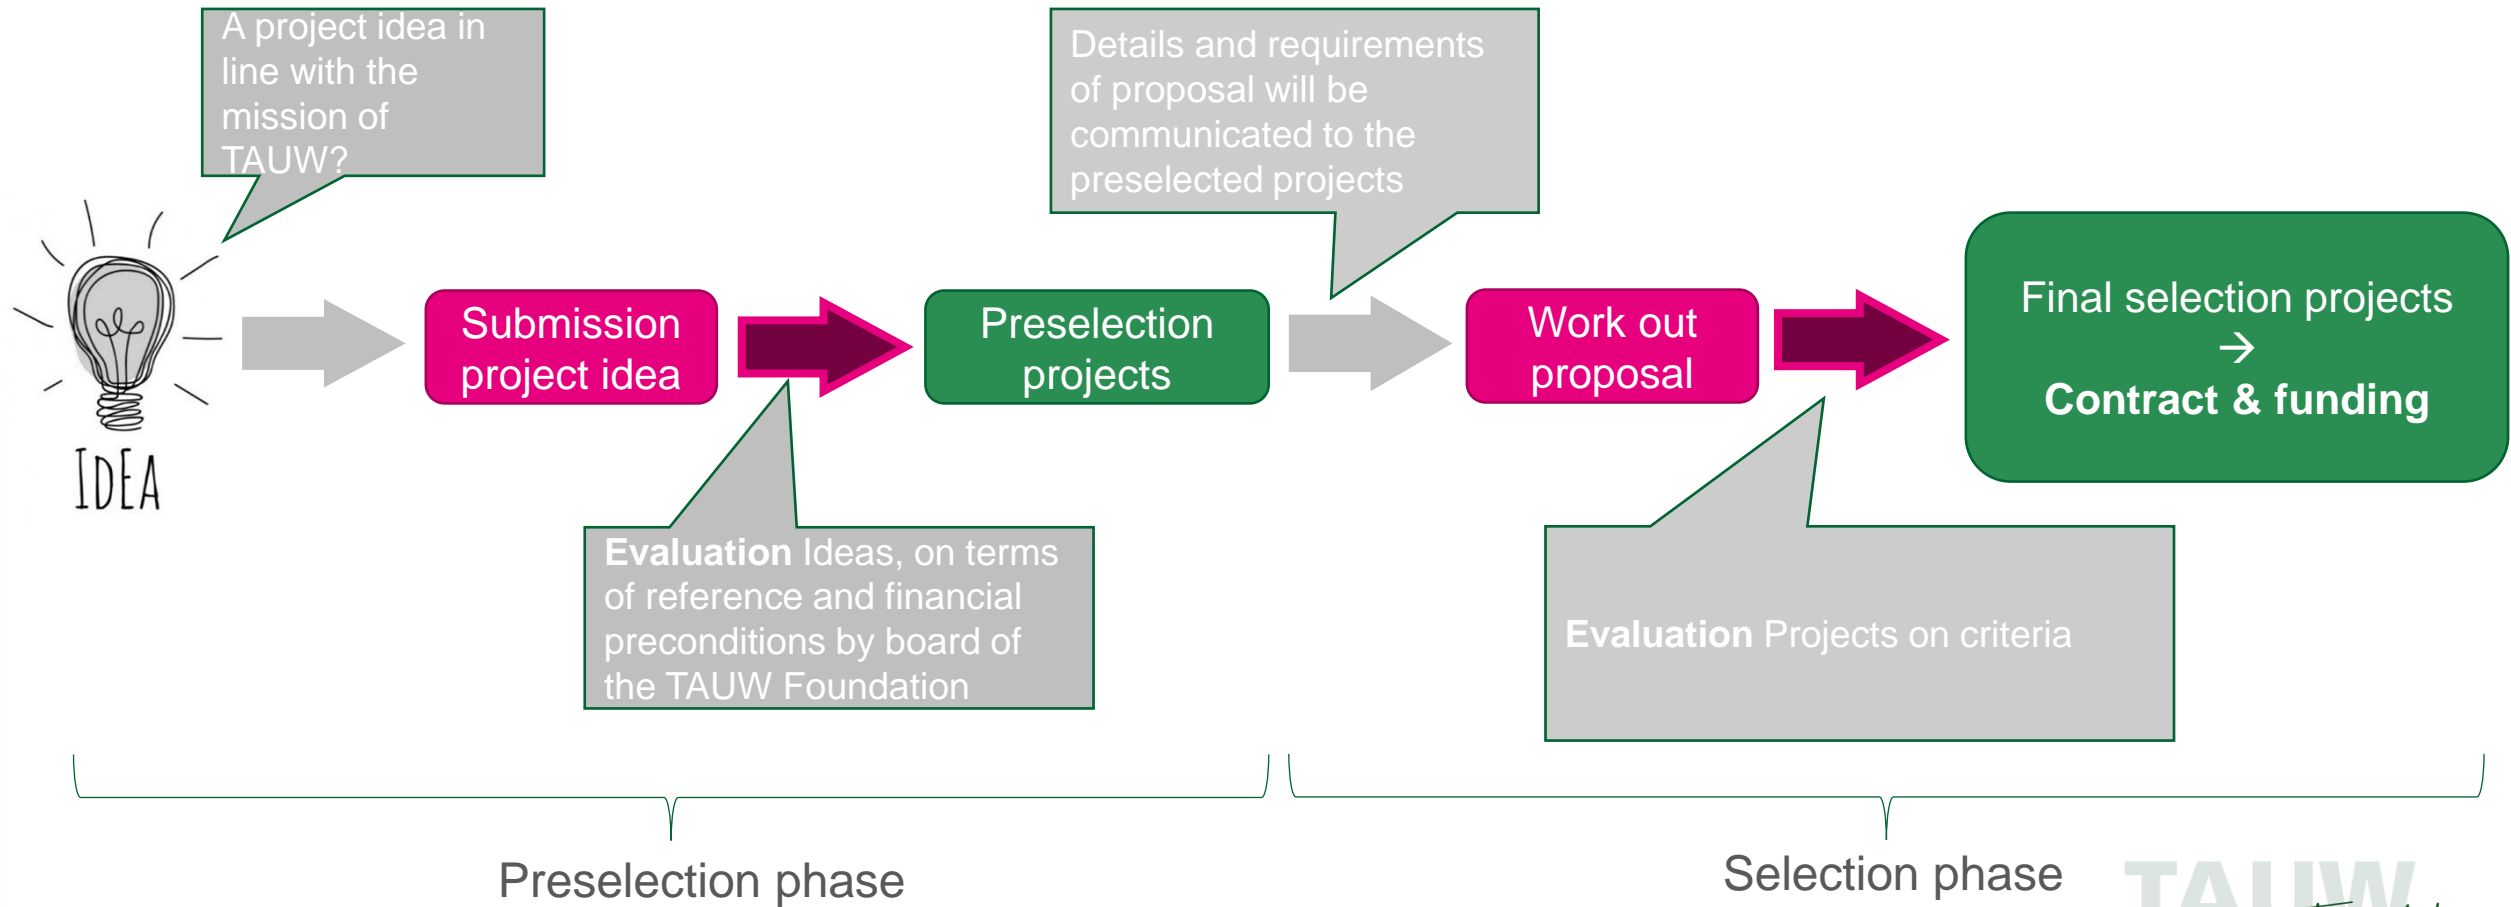 A project idea in
line with the
mission of
TAUW?
Details and requirements
of proposal will be
communicated to the
preselected projects
IDEA
Submission
project idea
Preselection
projects
Work out
proposal
Final selection projects
→
Contract & funding
Evaluation Ideas, on terms
of reference and financial
preconditions by board of
the TAUW Foundation
Evaluation Projects on criteria
Preselection phase
Selection phase
TAUW